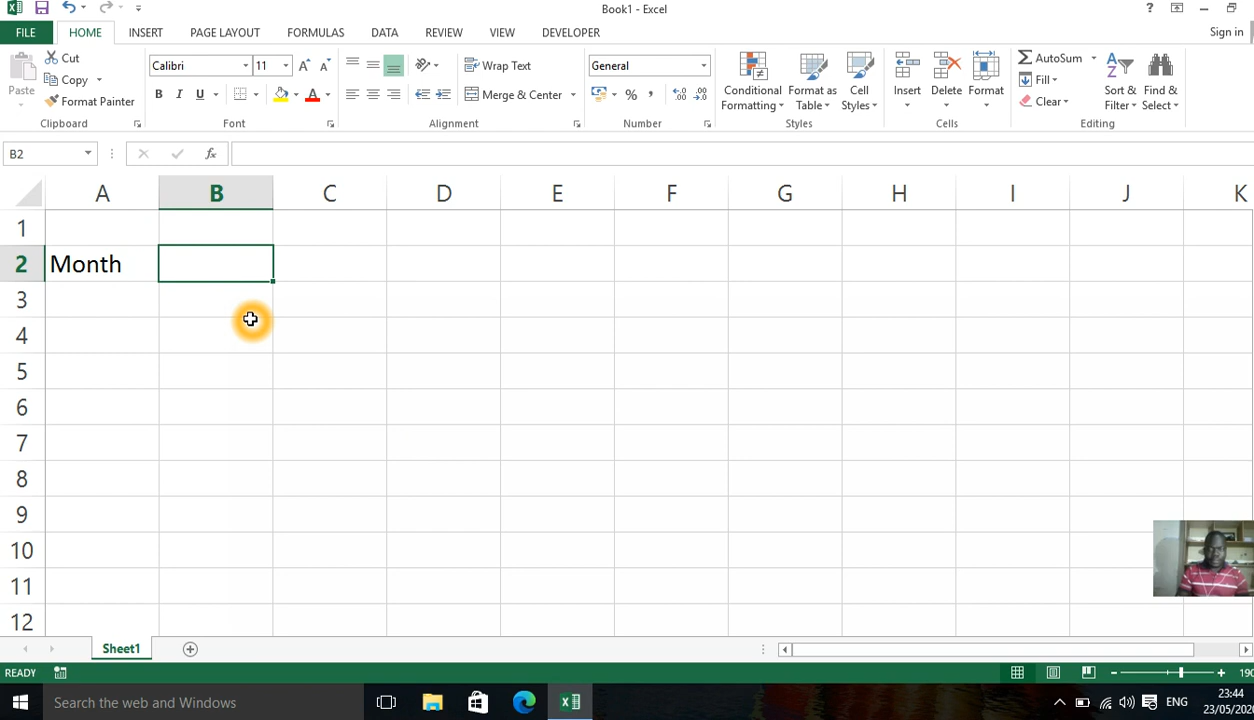 Book1 - Excel
?
FILE HOME INSERT PAGE LAYOUT FORMULAS DATA REVIEW VIEW DEVELOPER Sign in
Paste
Cut
Copy
Format Painter
Clipboard
Calibri 11
B I U
Font
Wrap Text
Merge & Center
Alignment
General
%
Number
Conditional Formatting
Format as Table
Cell Styles
Styles
Insert
Delete
Format
Cells
AutoSum
Fill
Clear
Sort & Filter
Find & Select
Editing
B2
fx
A B C D E F G H I J K
1
2 Month
3
4
5
6
7
8
9
10
11
12
Sheet1
READY
Search the web and Windows
ENG
23:44